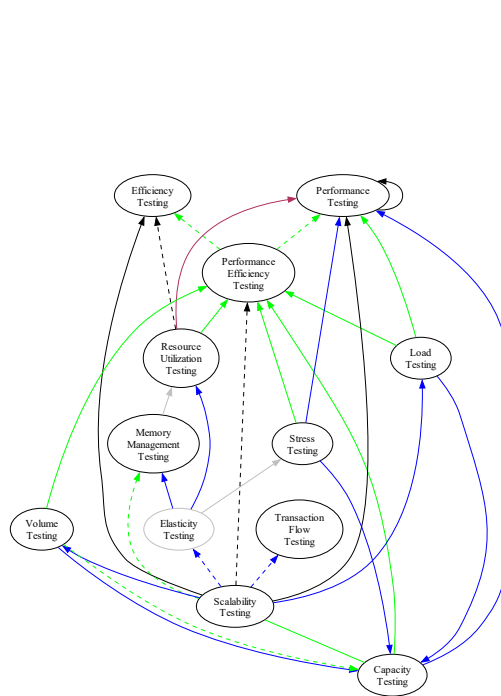 Efficiency
Testing
Performance
Testing
Performance
Efficiency
Testing
Resource
Utilization
Testing
Load
Testing
Memory
Management
Testing
Stress
Testing
Volume
Testing
Elasticity
Testing
Transaction
Flow
Testing
Scalability
Testing
Capacity
Testing